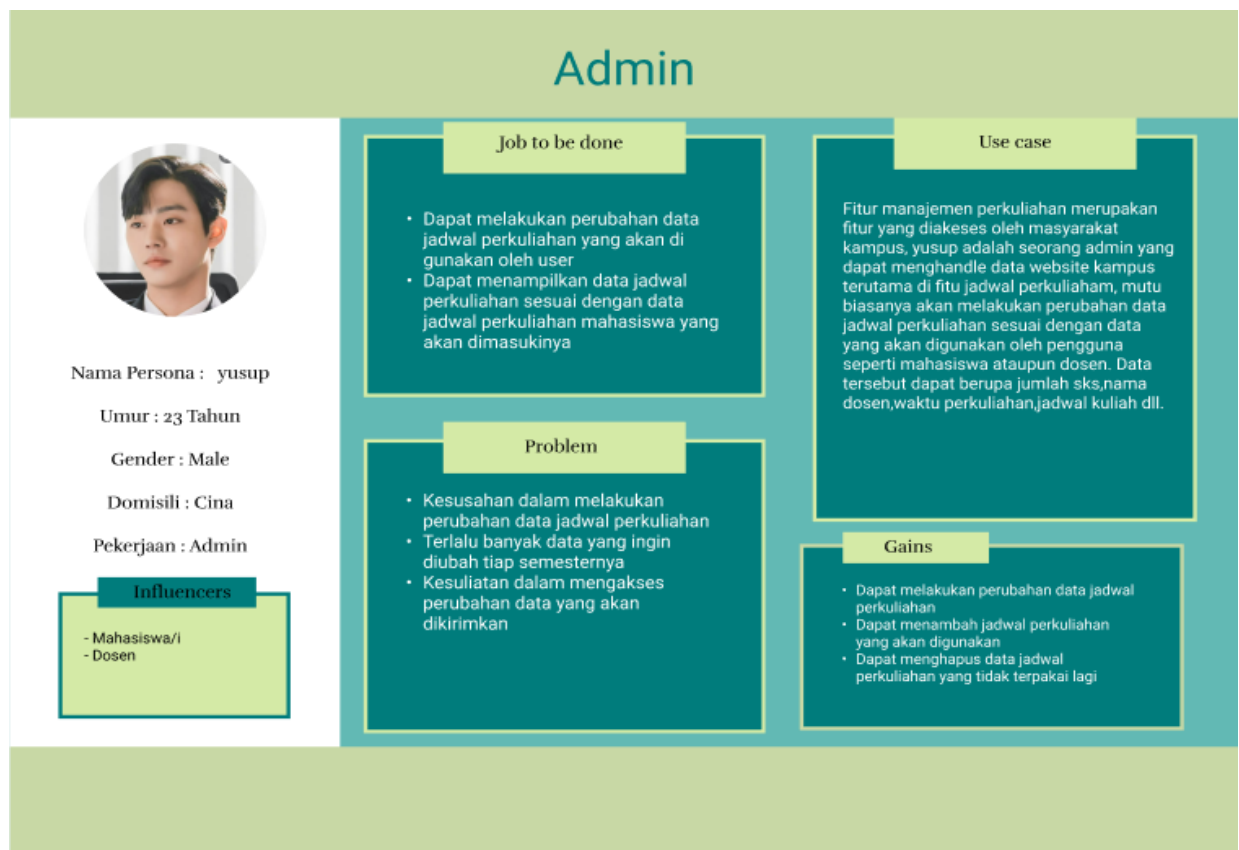 Admin
Nama Persona : yusup
Umur : 23 Tahun
Gender : Male
Domisili : Cina
Pekerjaan : Admin
Influencers
- Mahasiswa/i
- Dosen
Job to be done
• Dapat melakukan perubahan data
jadwal perkuliahan yang akan di
gunakan oleh user
• Dapat menampilkan data jadwal
perkuliahan sesuai dengan data
jadwal perkuliahan mahasiswa yang
akan dimasukinya
Problem
• Kesusahan dalam melakukan
perubahan data jadwal perkuliahan
• Terlalu banyak data yang ingin
diubah tiap semesternya
• Kesuliatan dalam mengakses
perubahan data yang akan
dikirimkan
Use case
Fitur manajemen perkuliahan merupakan
fitur yang diakeses oleh masyarakat
kampus, yusup adalah seorang admin yang
dapat menghandle data website kampus
terutama di fitu jadwal perkuliaham, mutu
biasanya akan melakukan perubahan data
jadwal perkuliahan sesuai dengan data
yang akan digunakan oleh pengguna
seperti mahasiswa ataupun dosen. Data
tersebut dapat berupa jumlah sks,nama
dosen,waktu perkuliahan,jadwal kuliah dll.
Gains
• Dapat melakukan perubahan data jadwal
perkuliahan
• Dapat menambah jadwal perkuliahan
yang akan digunakan
• Dapat menghapus data jadwal
perkuliahan yang tidak terpakai lagi